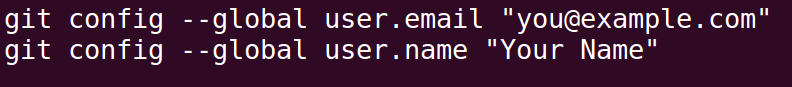 git config --global user.email "you@example.com"
git config --global user.name "Your Name"